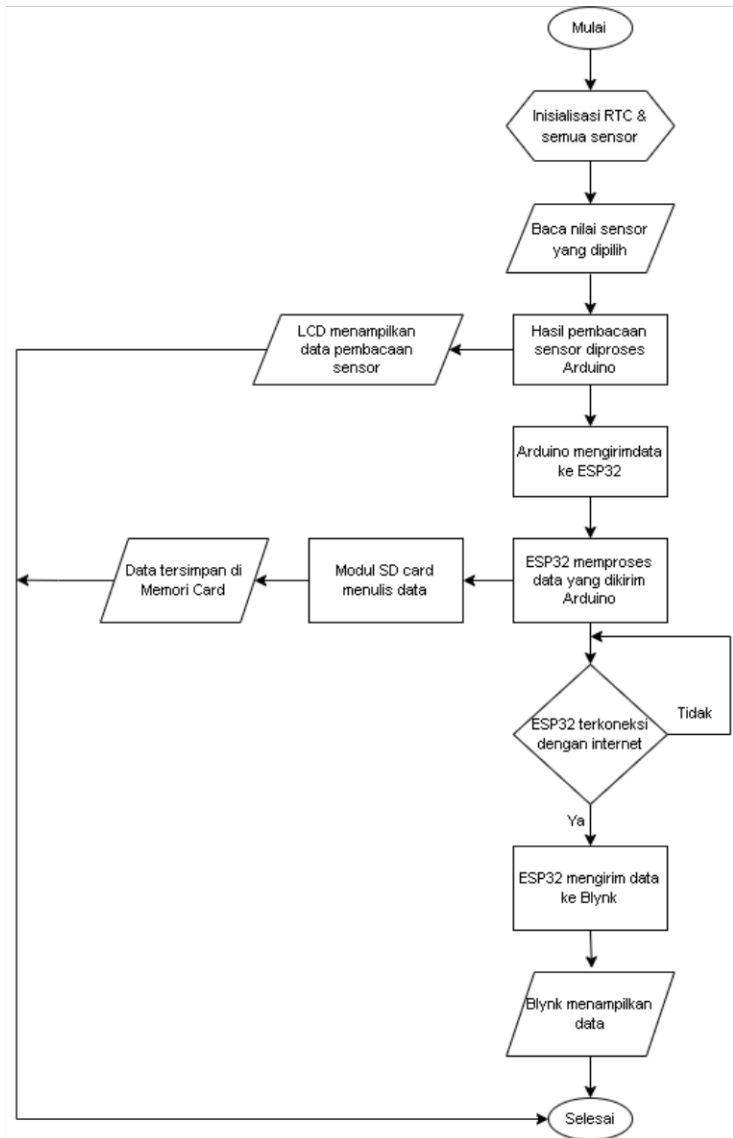 Mulai
Inisialisasi RTC &
semua sensor
Baca nilai sensor
yang dipilih
Hasil pembacaan
sensor diproses
Arduino
LCD menampilkan
data pembacaan
sensor
Arduino mengirimdata
ke ESP32
ESP32 memproses
data yang dikirim
Arduino
Modul SD card
menulis data
Data tersimpan di
Memori Card
ESP32 terkoneksi
dengan internet
Tidak
Ya
ESP32 mengirim data
ke Blynk
Blynk menampilkan
data
Selesai